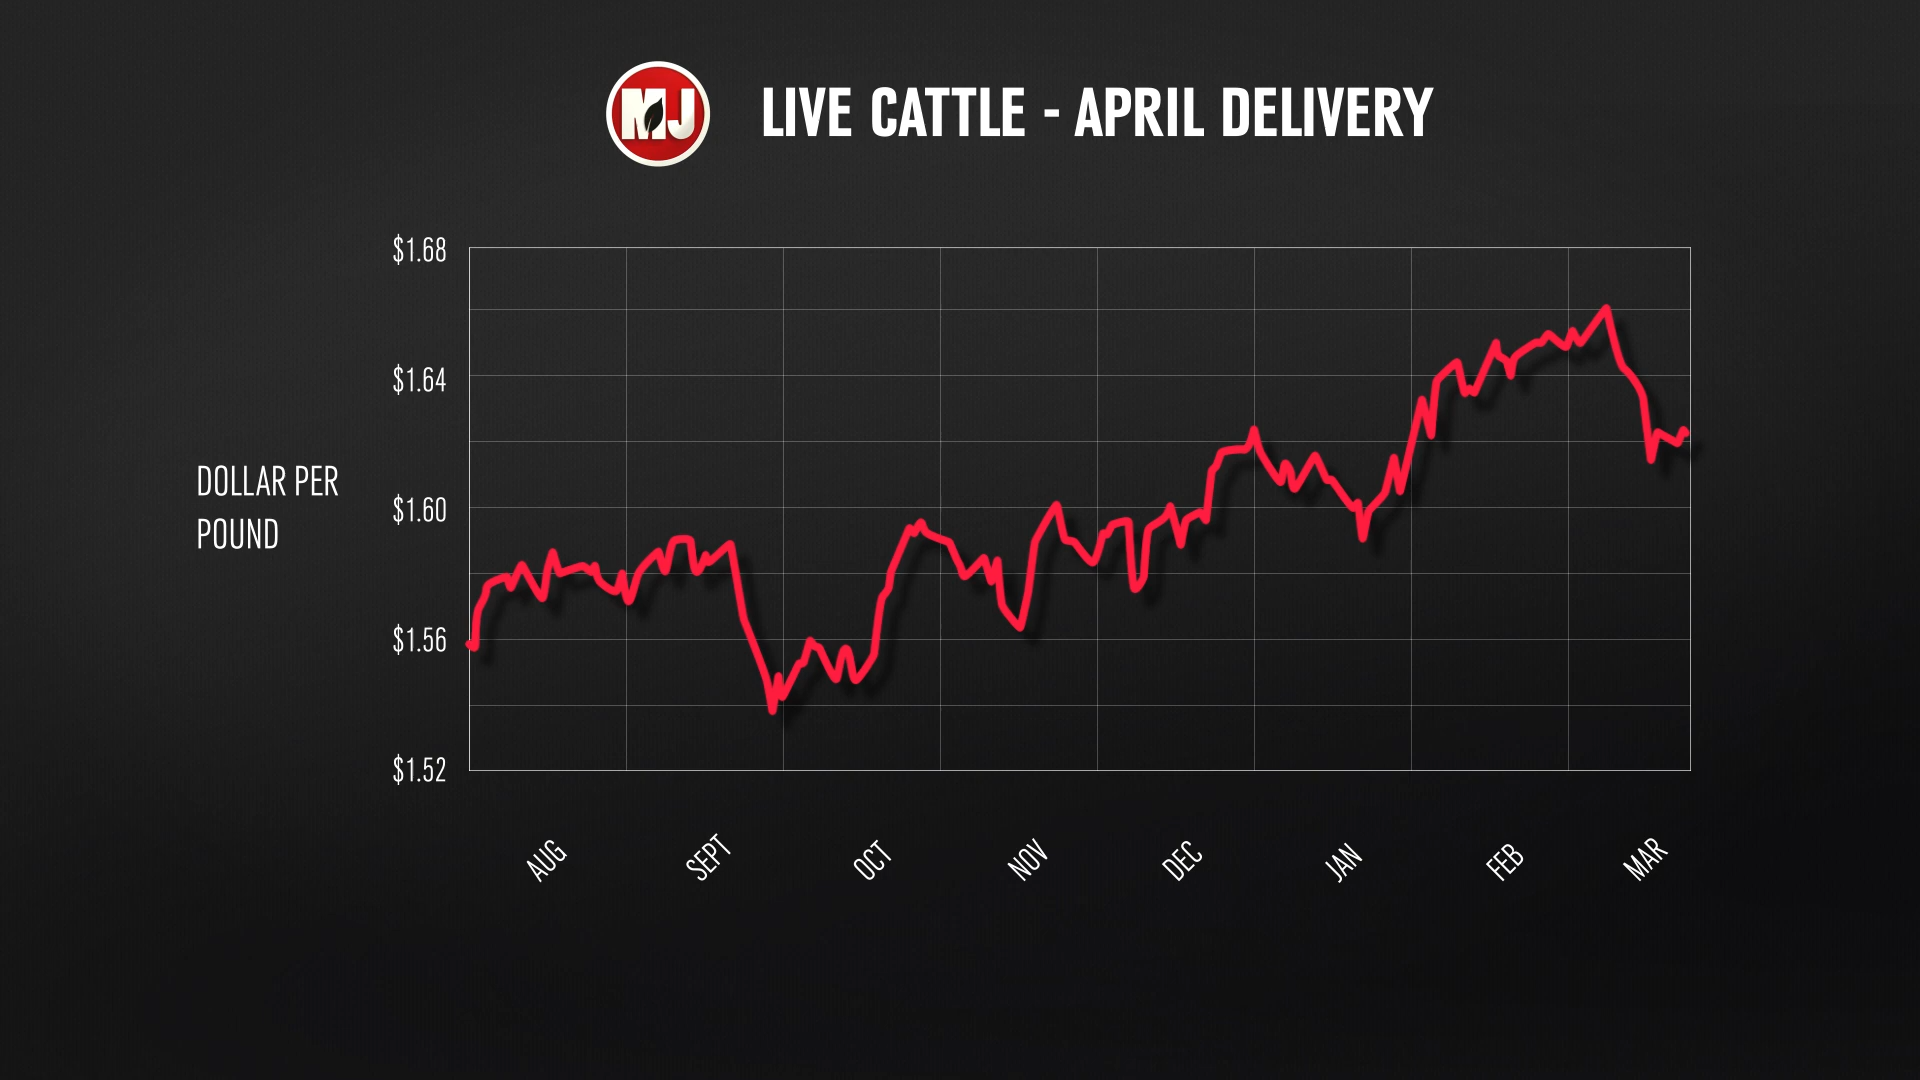 MJ
LIVE CATTLE - APRIL DELIVERY
$1.68
$1.64
DOLLAR PER
POUND
$1.60
$1.56
$1.52
AUG
SEPT
OCT
NOV
DEC
JAN
FEB
MAR